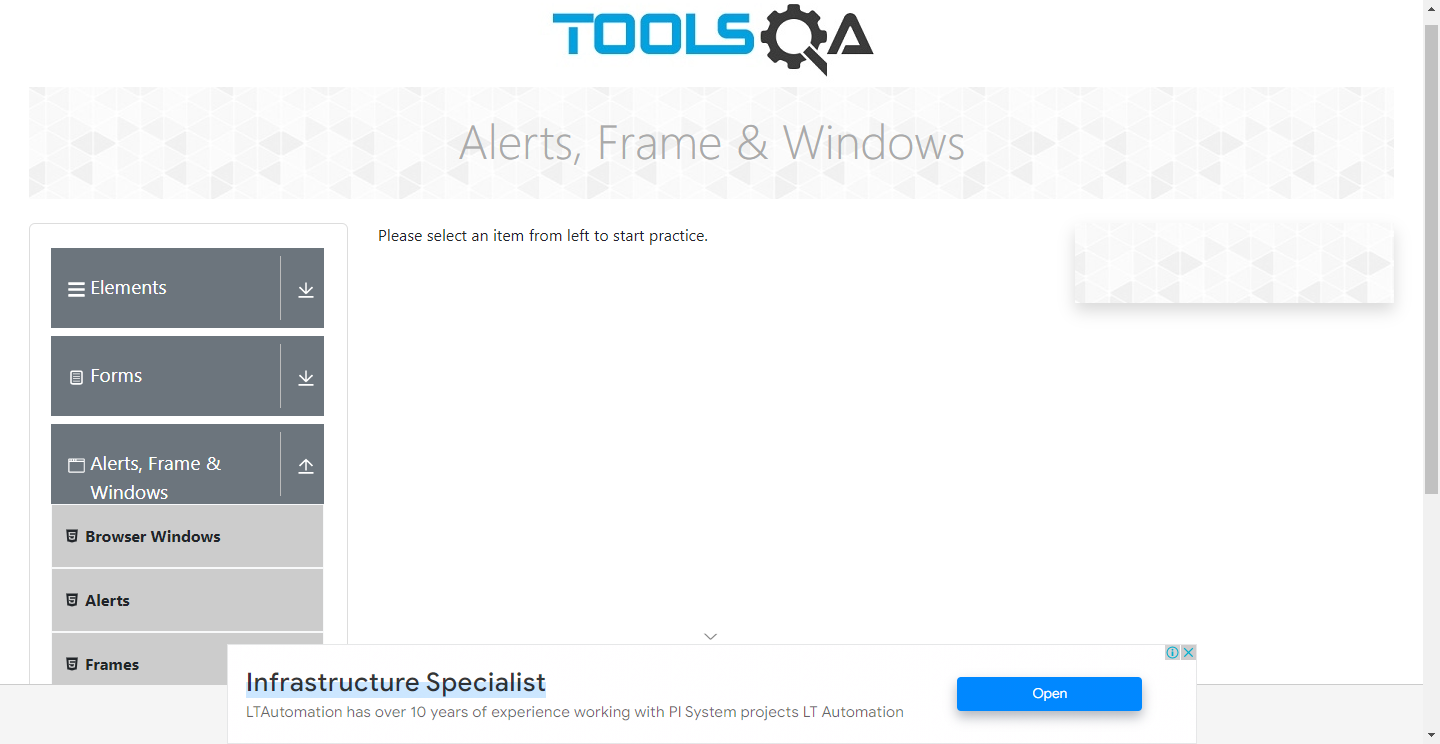 TOOLSQA
Alerts, Frame & Windows
Elements
Forms
Alerts, Frame &
Windows
Browser Windows
Alerts
Frames
Please select an item from left to start practice.
Infrastructure Specialist
LTAutomation has over 10 years of experience working with PI System projects LT Automation
Open